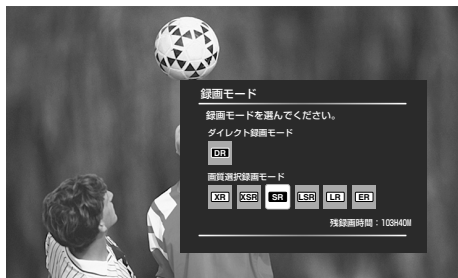 録画モード
録画モードを選んでください。
ダイレクト録画モード
DR
画質選択録画モード
XR XSR SR LSR LR ER
残録画時間：103H40M